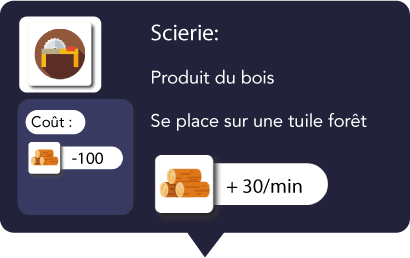 Scierie:
Produit du bois
Se place sur une tuile forêt
Coût :
-100
+ 30/min